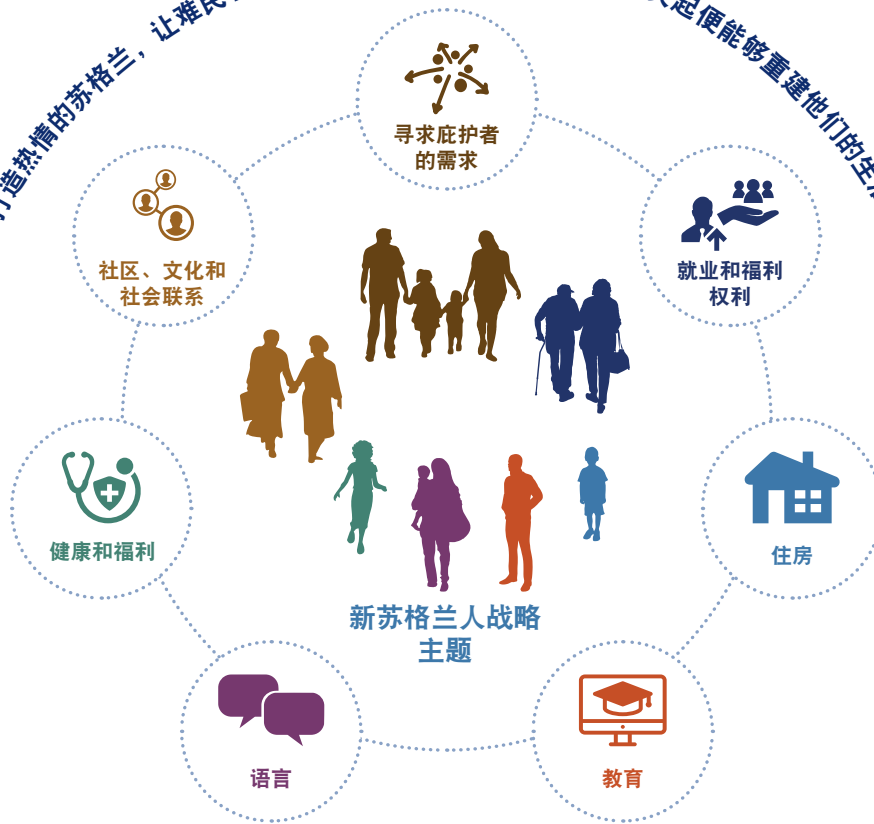 打造热情的苏格兰，让难民
起便能够重建他们的生
寻求庇护者
的需求
社区、文化和
社会联系
就业和福利
权利
健康和福利
住房
新苏格兰人战略
主题
语言
教育